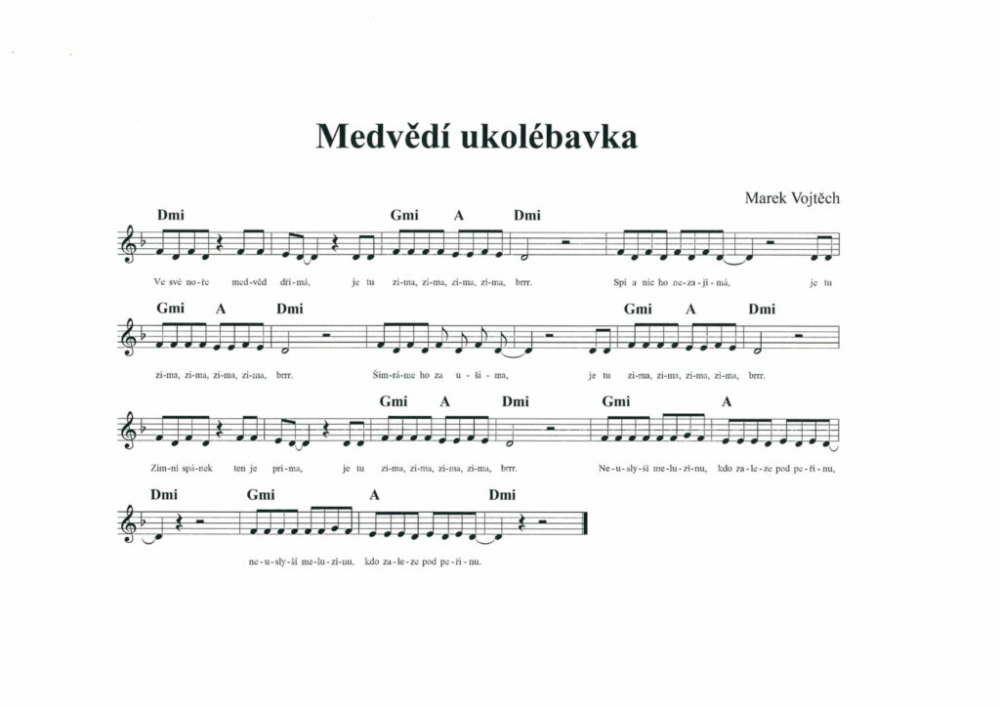 Medvědí ukolébavka
Marek Vojtěch
Dmi Gmi A Dmi
Ve své no-ře med-věd dří-má, je tu zi-ma, zi-ma, zi-ma, zi-ma, brrr. Spí a nic ho ne-za-jí-má, je tu
Gmi A Dmi Gmi A Dmi
zi-ma, zi-ma, zi-ma, zi-ma, brrr. Šim-rá-me ho za u - ši - ma, je tu zi-ma, zi-ma, zi-ma, zi-ma, brrr.
Gmi A Dmi Gmi A
Zim-ní spá-nek ten je pri-ma, je tu zi-ma, zi-ma, zi-ma, zi-ma, brrr. Ne-u-sly-ší me-lu-zi-nu, kdo za-le-ze pod pe-ři-nu,
Dmi Gmi A Dmi
ne-u-sly-ší me-lu-zí-nu, kdo za-le-ze pod pe-ři-nu.